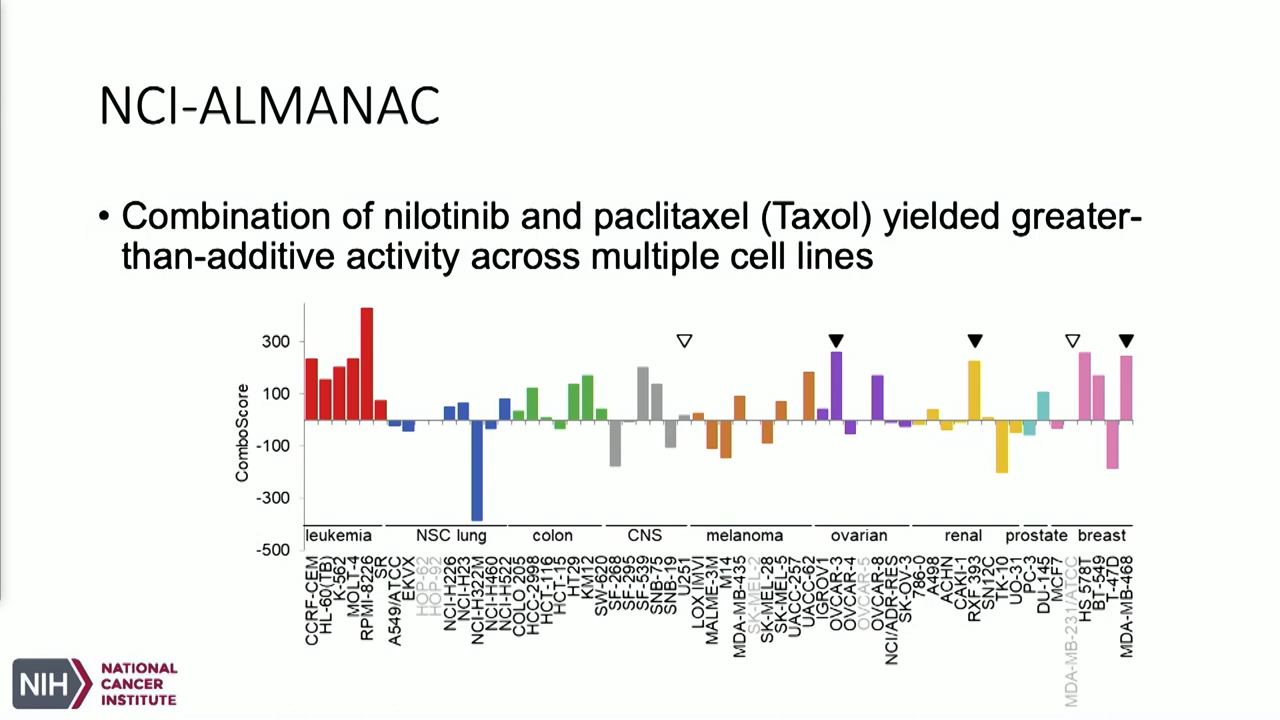 NCI-ALMANAC
• Combination of nilotinib and paclitaxel (Taxol) yielded greater-
than-additive activity across multiple cell lines
ComboScore
300
100
-100
-300
-500
leukemia NSC lung colon CNS melanoma ovarian renal prostate breast
CCRF-CEM
HL-60(TB)
K-562
MOLT-4
RPMI-8226
SR
A549/ATCC
EKVX
HOP-62
HOP-92
NCI-H226
NCI-H23
NCI-H322M
NCI-H460
NCI-H522
COLO 205
HCC-2998
HCT-116
HCT-15
HT29
KM12
SW-620
SF-268
SF-295
SF-539
SNB-75
SNB-19
U251
LOX IMVI
MALME-3M
M14
MDA-MB-435
SK-MEL-2
SK-MEL-28
SK-MEL-5
UACC-257
UACC-62
IGROV1
OVCAR-3
OVCAR-4
OVCAR-5
OVCAR-8
NCI/ADR-RES
SK-OV-3
786-0
A498
ACHN
CAKI-1
RXF 393
SN12C
TK-10
UO-31
PC-3
DU-145
MCF7
MDA-MB-231/ATCC
HS 578T
BT-549
T-47D
MDA-MB-468
NIH
NATIONAL
CANCER
INSTITUTE